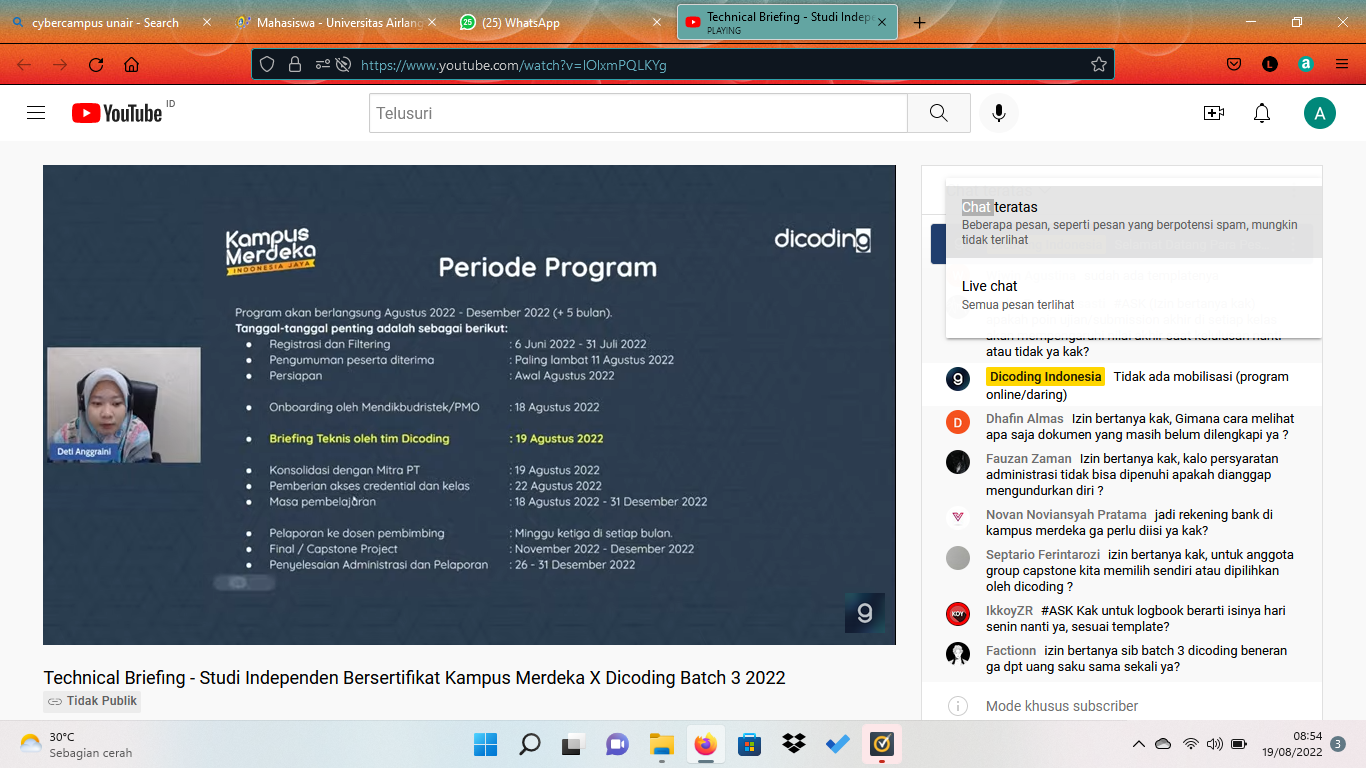 cybercampus unair - Search
Mahasiswa - Universitas Airlang
(25) WhatsApp
Technical Briefing - Studi Indepe
PLAYING
https://www.youtube.com/watch?v=IOlxmPQLKYg
L
a
YouTube ID
Telusuri
A
Kampus
Merdeka
INDONESIA JAYA
dicoding
Periode Program
Program akan berlangsung Agustus 2022 - Desember 2022 (+ 5 bulan).
Tanggal-tanggal penting adalah sebagai berikut:
• Registrasi dan Filtering : 6 Juni 2022 - 31 Juli 2022
• Pengumuman peserta diterima : Paling lambat 11 Agustus 2022
• Persiapan : Awal Agustus 2022
• Onboarding oleh Mendikbudristek/PMO : 18 Agustus 2022
• Briefing Teknis oleh tim Dicoding : 19 Agustus 2022
• Konsolidasi dengan Mitra PT : 19 Agustus 2022
• Pemberian akses credential dan kelas : 22 Agustus 2022
• Masa pembelajaran : 18 Agustus 2022 - 31 Desember 2022
• Pelaporan ke dosen pembimbing : Minggu ketiga di setiap bulan.
• Final / Capstone Project : November 2022 - Desember 2022
• Penyelesaian Administrasi dan Pelaporan : 26 - 31 Desember 2022
Deti Anggraini
Technical Briefing - Studi Independen Bersertifikat Kampus Merdeka X Dicoding Batch 3 2022
Tidak Publik
Chat teratas
Beberapa pesan, seperti pesan yang berpotensi spam, mungkin
tidak terlihat
Live chat
Semua pesan terlihat
atau tidak ya kak?
Dicoding Indonesia Tidak ada mobilisasi (program
online/daring)
D
Dhafin Almas Izin bertanya kak, Gimana cara melihat
apa saja dokumen yang masih belum dilengkapi ya ?
Fauzan Zaman Izin bertanya kak, kalo persyaratan
administrasi tidak bisa dipenuhi apakah dianggap
mengundurkan diri ?
Novan Noviansyah Pratama jadi rekening bank di
kampus merdeka ga perlu diisi ya kak?
Septario Ferintarozi izin bertanya kak, untuk anggota
group capstone kita memilih sendiri atau dipilihkan
oleh dicoding ?
IkkoyZR #ASK Kak untuk logbook berarti isinya hari
senin nanti ya, sesuai template?
Factionn izin bertanya sib batch 3 dicoding beneran
ga dpt uang saku sama sekali ya?
Mode khusus subscriber
30°C
Sebagian cerah
08:54
19/08/2022
3